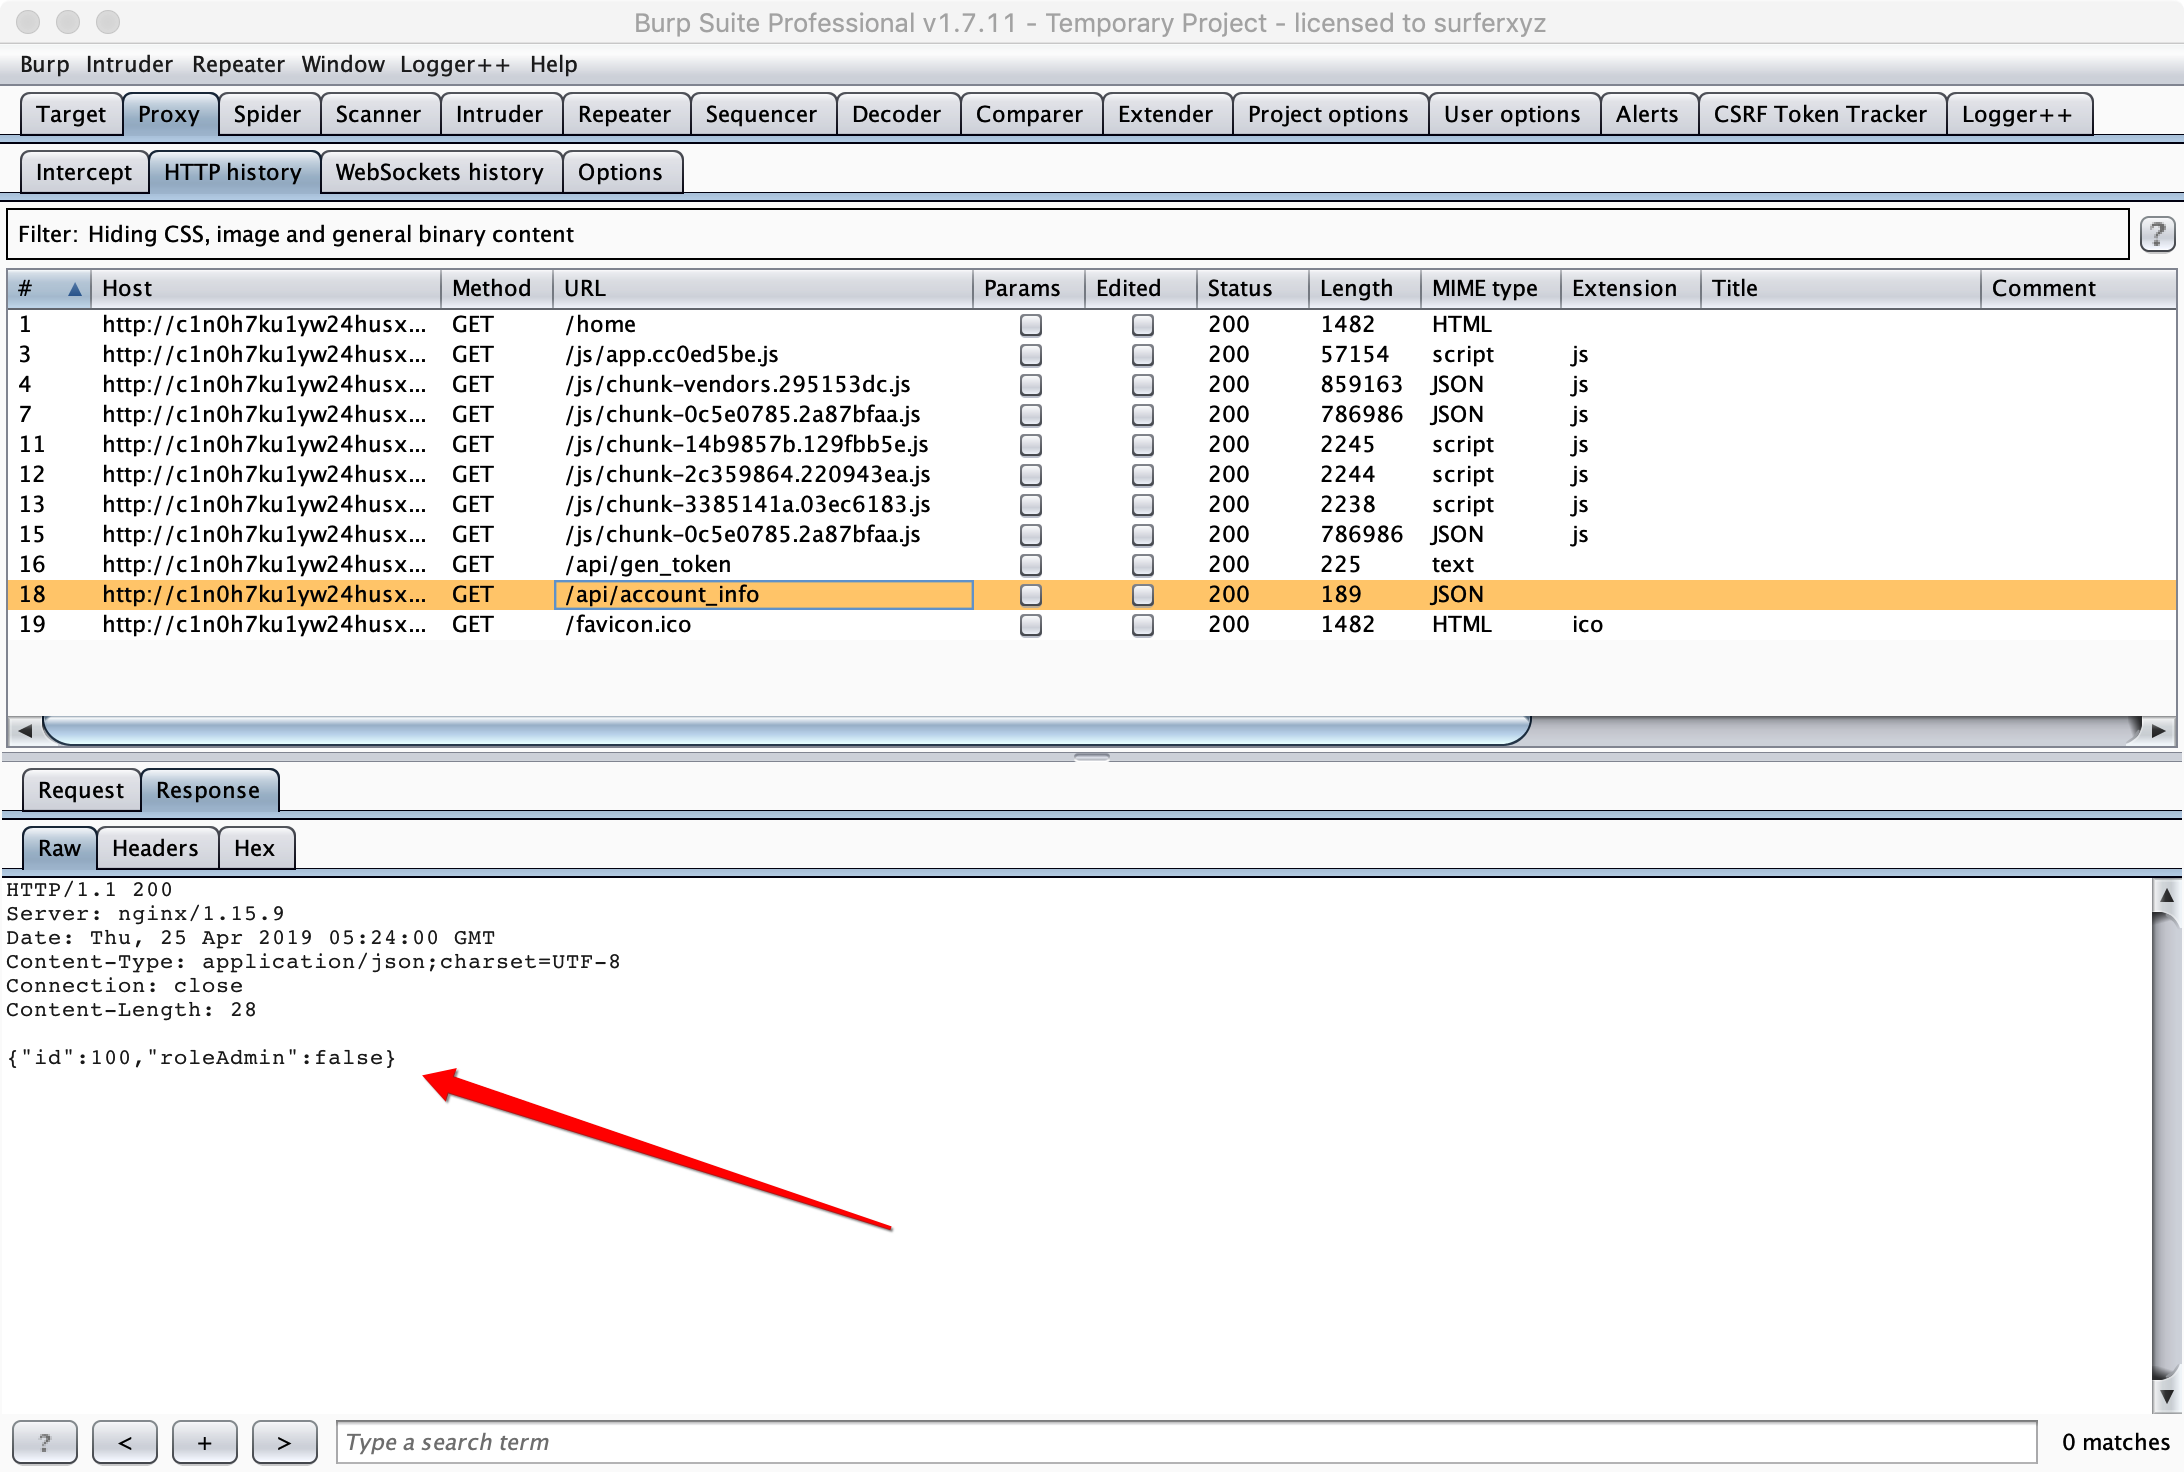 Burp Suite Professional v1.7.11 - Temporary Project - licensed to surferxyz
Burp Intruder Repeater Window Logger++ Help
Target Proxy Spider Scanner Intruder Repeater Sequencer Decoder Comparer Extender Project options User options Alerts CSRF Token Tracker Logger++
Intercept HTTP history WebSockets history Options
Filter: Hiding CSS, image and general binary content ?
# Host Method URL Params Edited Status Length MIME type Extension Title Comment
1 http://c1n0h7ku1yw24husx... GET /home 200 1482 HTML
3 http://c1n0h7ku1yw24husx... GET /js/app.cc0ed5be.js 200 57154 script js
4 http://c1n0h7ku1yw24husx... GET /js/chunk-vendors.295153dc.js 200 859163 JSON js
7 http://c1n0h7ku1yw24husx... GET /js/chunk-0c5e0785.2a87bfaa.js 200 786986 JSON js
11 http://c1n0h7ku1yw24husx... GET /js/chunk-14b9857b.129fbb5e.js 200 2245 script js
12 http://c1n0h7ku1yw24husx... GET /js/chunk-2c359864.220943ea.js 200 2244 script js
13 http://c1n0h7ku1yw24husx... GET /js/chunk-3385141a.03ec6183.js 200 2238 script js
15 http://c1n0h7ku1yw24husx... GET /js/chunk-0c5e0785.2a87bfaa.js 200 786986 JSON js
16 http://c1n0h7ku1yw24husx... GET /api/gen_token 200 225 text
18 http://c1n0h7ku1yw24husx... GET /api/account_info 200 189 JSON
19 http://c1n0h7ku1yw24husx... GET /favicon.ico 200 1482 HTML ico
Request Response
Raw Headers Hex
HTTP/1.1 200
Server: nginx/1.15.9
Date: Thu, 25 Apr 2019 05:24:00 GMT
Content-Type: application/json;charset=UTF-8
Connection: close
Content-Length: 28
{"id":100,"roleAdmin":false}
? < + > Type a search term 0 matches